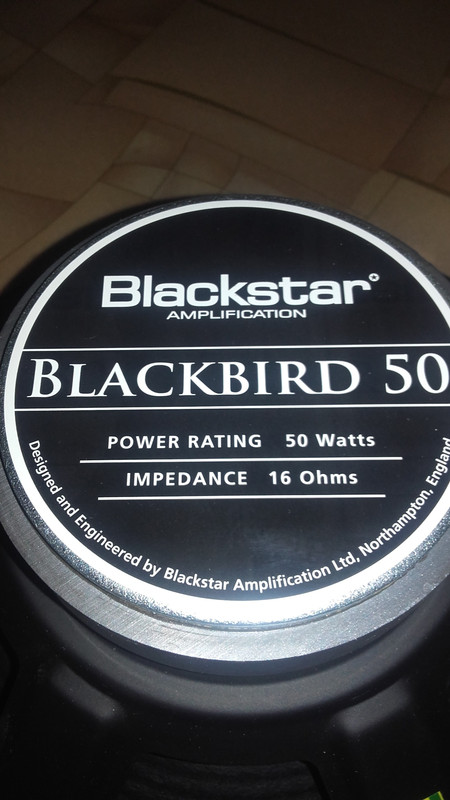 Blackstar
AMPLIFICATION
BLACKBIRD 50
POWER RATING 50 Watts
IMPEDANCE 16 Ohms
Designed and Engineered by Blackstar Amplification Ltd, Northampton, England